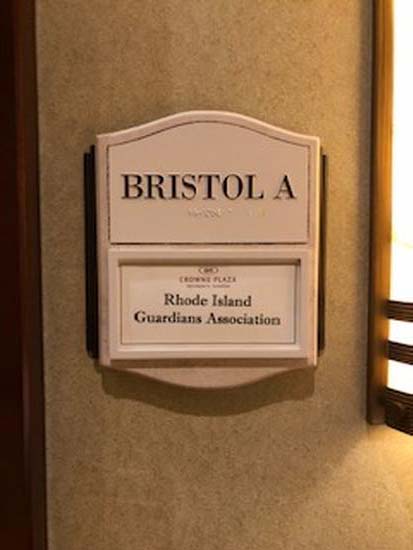 BRISTOL A
CROWNE PLAZA
Rhode Island
Guardians Association